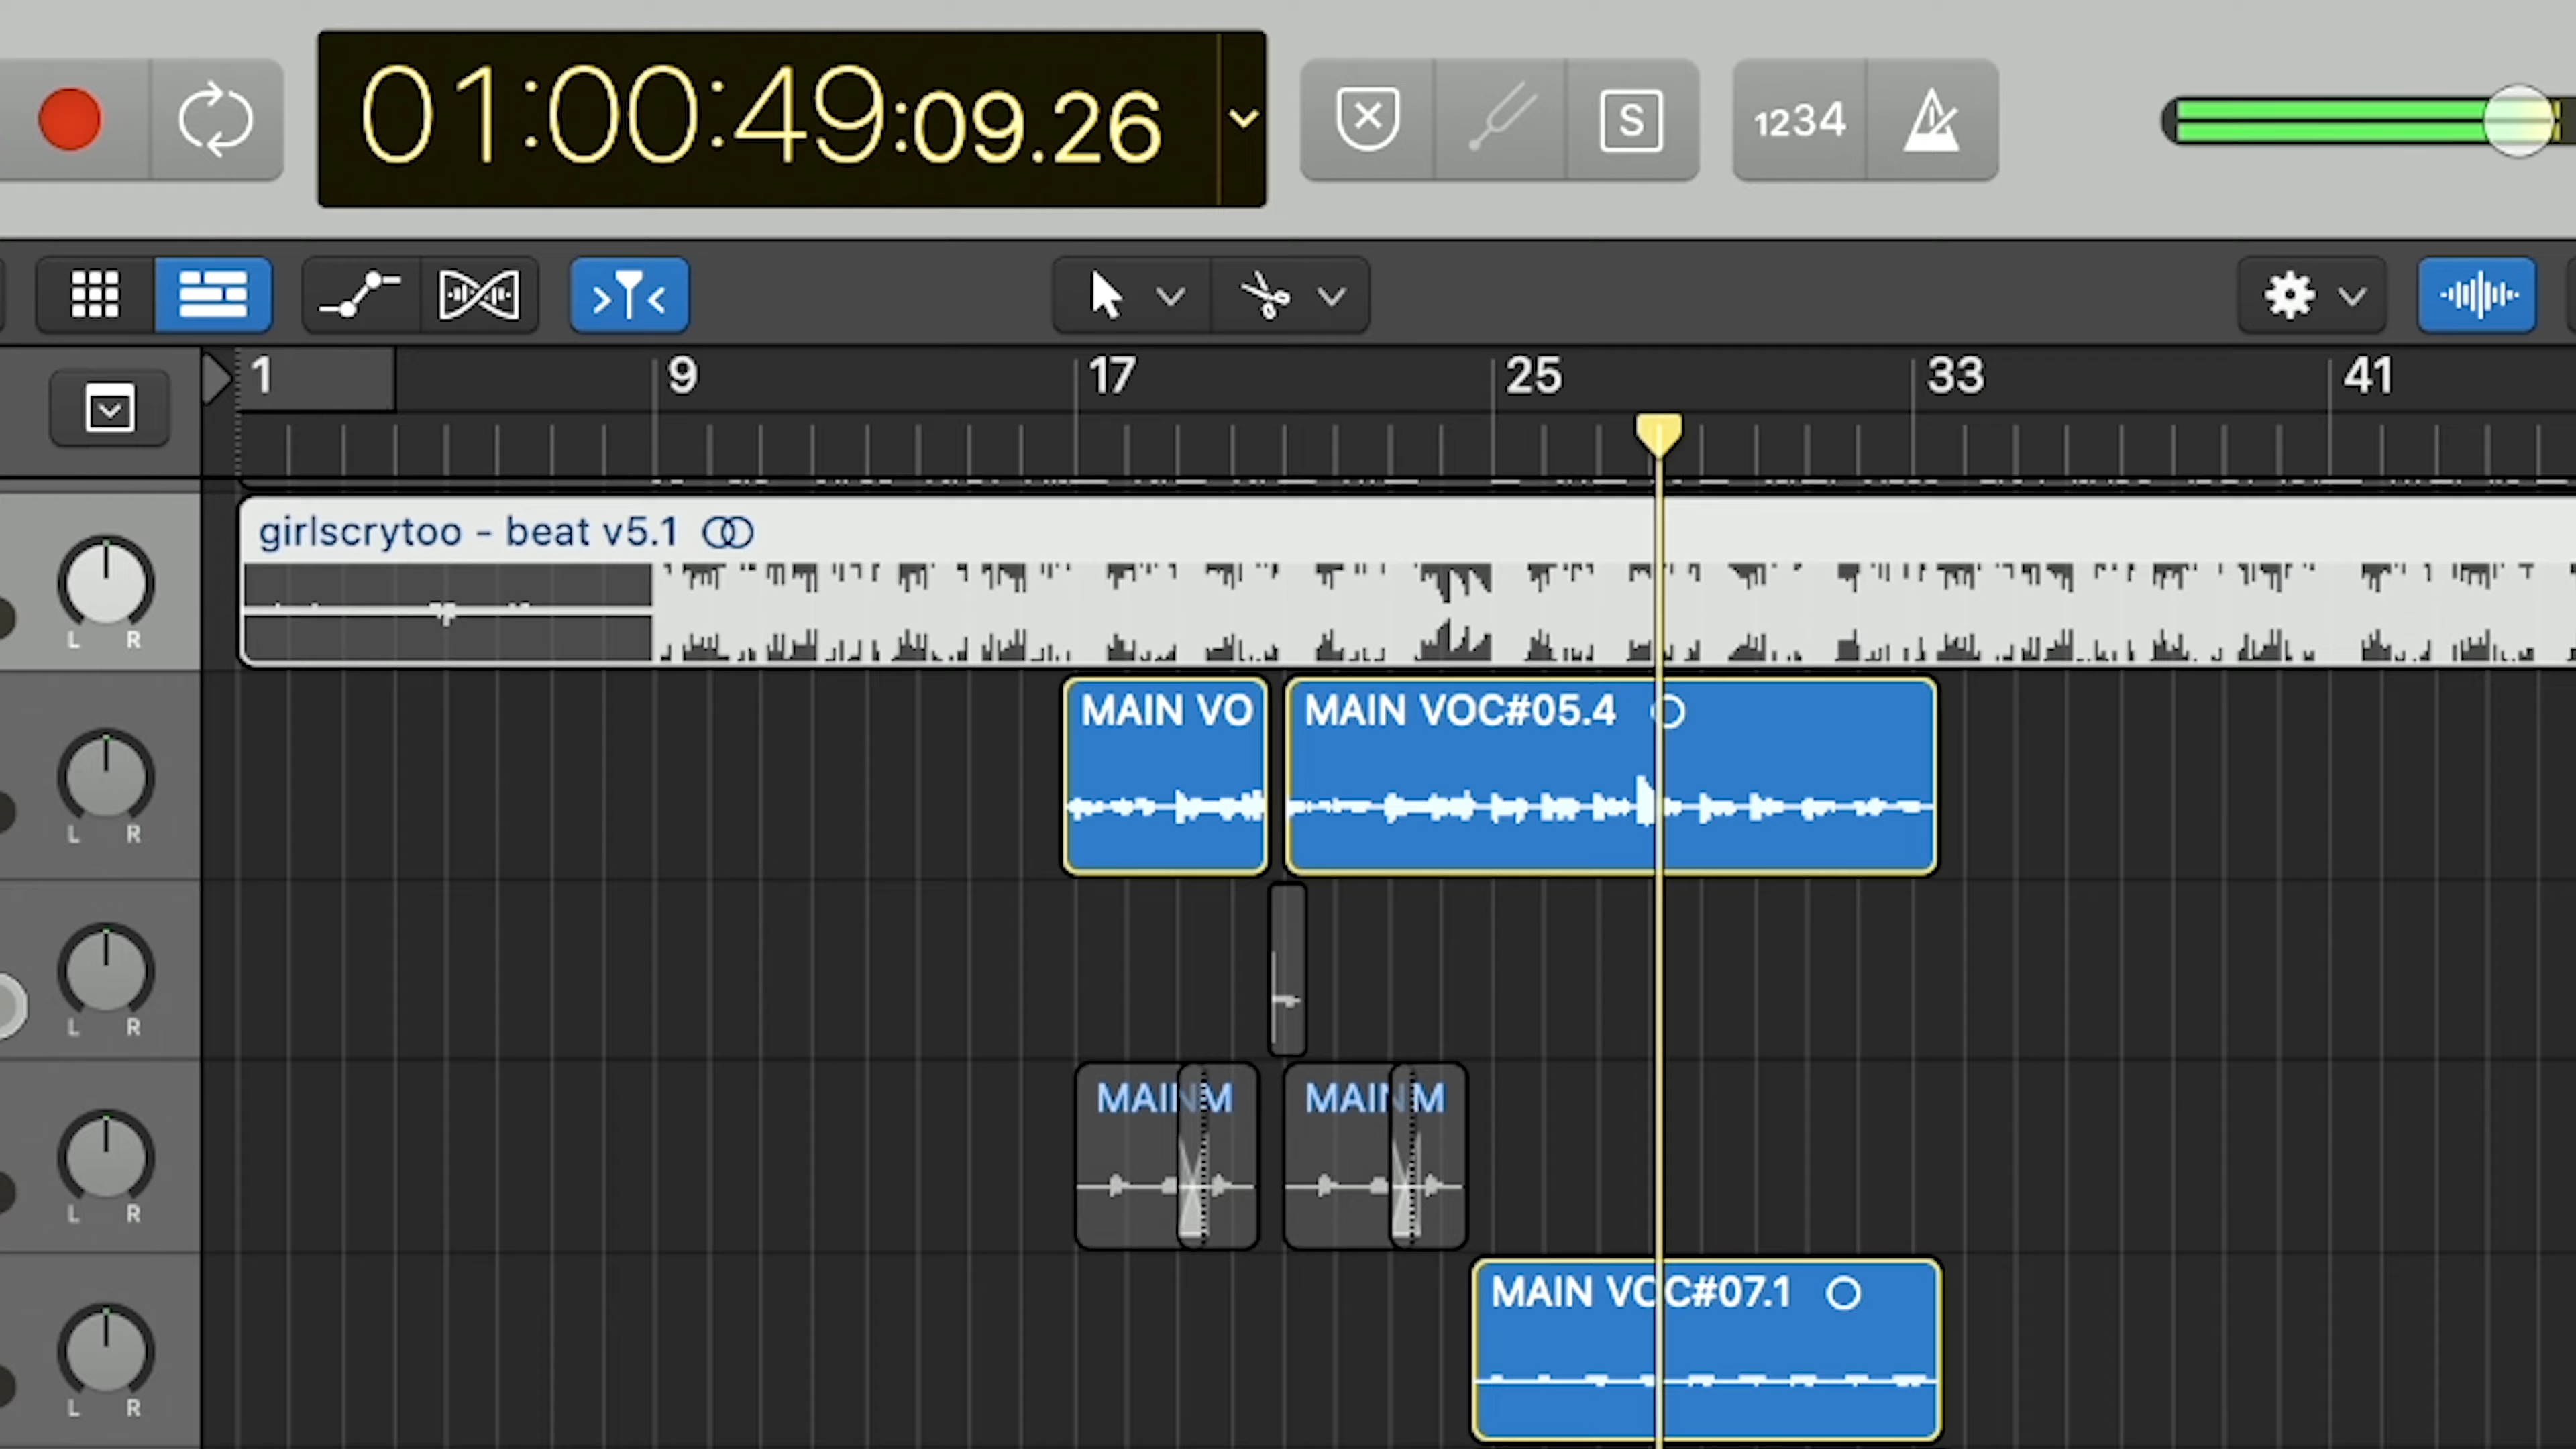 01:00:49:09.26
S
1234
1
9
17
25
33
41
girlscrytoo - beat v5.1
L R
MAIN VO
MAIN VOC#05.4
L R
L R
MAIN M
MAIN M
L R
MAIN VOC#07.1
L R